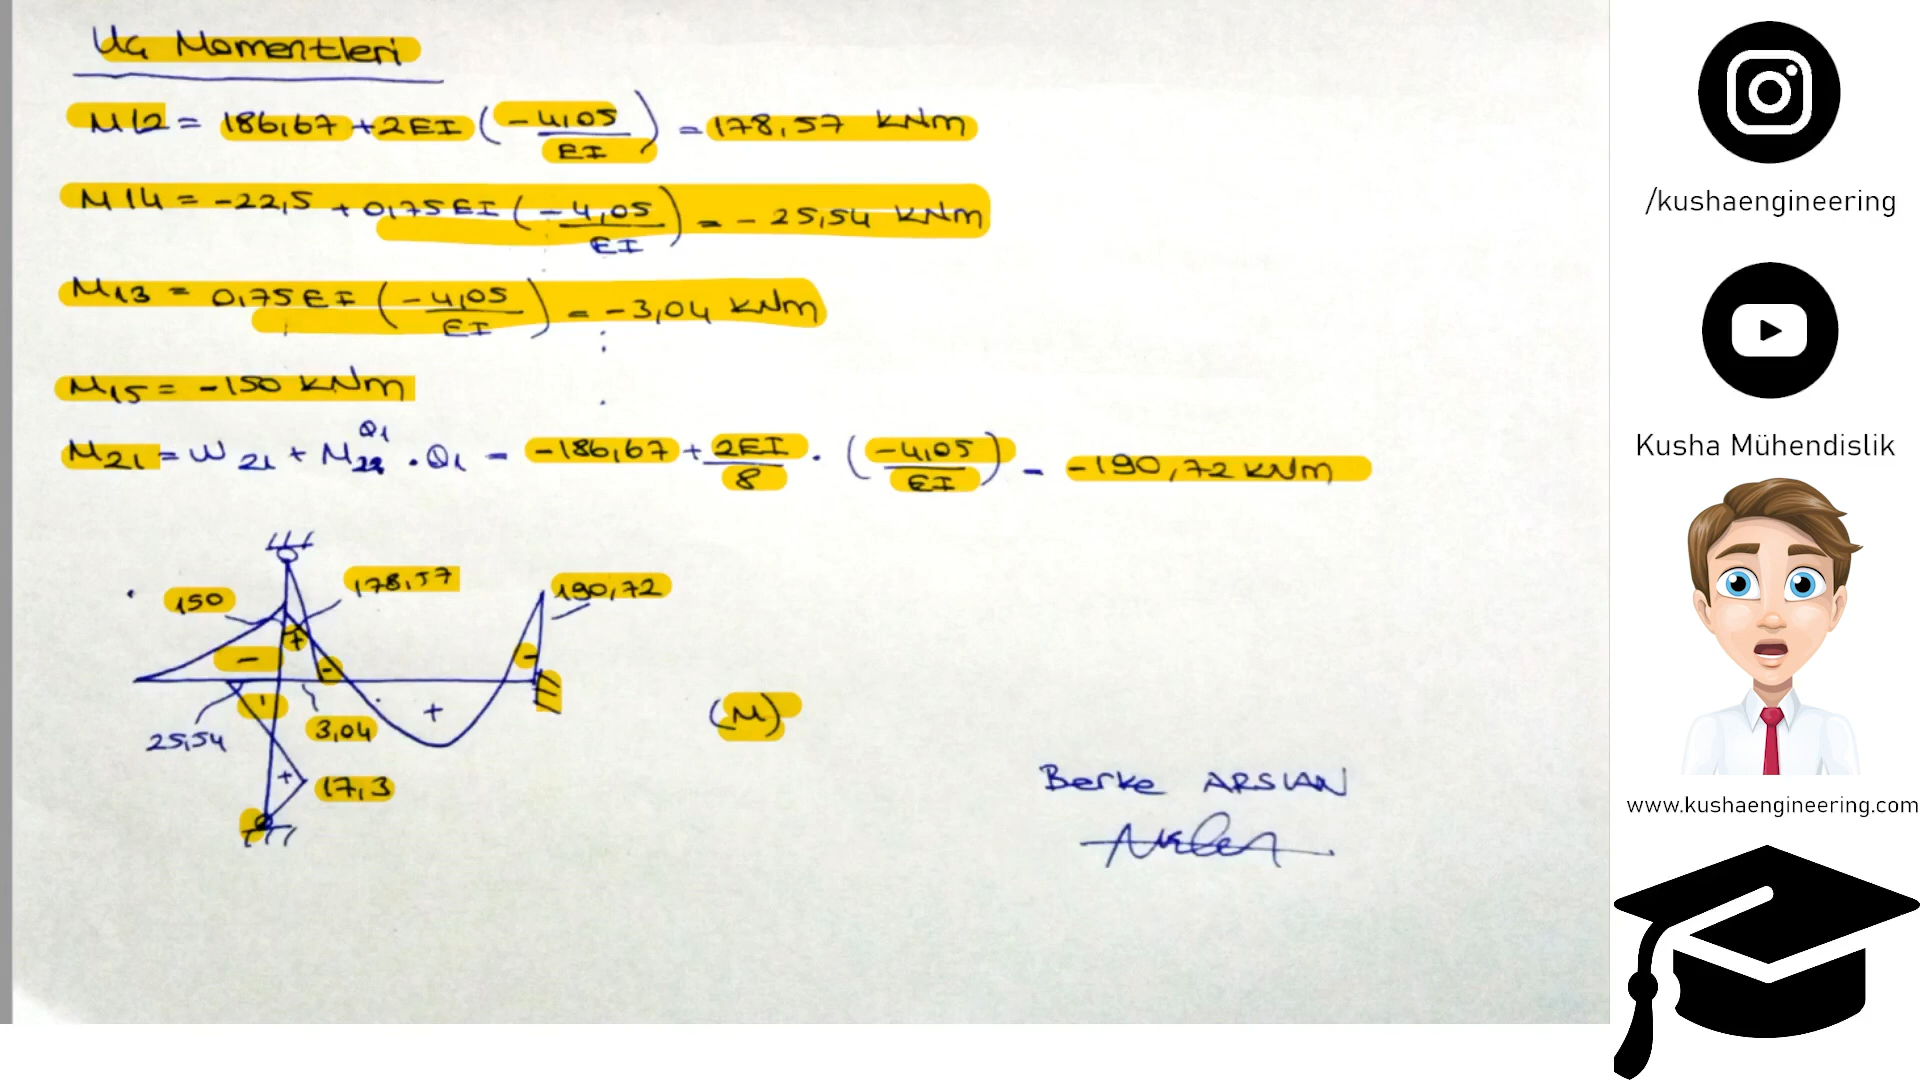 Uç Momentleri
M12 = 186,67 + 2EI (-4,05/EI) = 178,57 kNm
M14 = -22,5 + 0,75EI (-4,05/EI) = -25,54 kNm
M13 = 0,75EI (-4,05/EI) = -3,04 kNm
M15 = -150 kNm
M21 = W21 + M22^Q1 . Q1 = -186,67 + 2EI/8 . (-4,05/EI) = -190,72 kNm
150
178,57
190,72
+
-
-
-
+
25,54
3,04
+
17,3
(M)
Berke ARSLAN
/kushaengineering
Kusha Mühendislik
www.kushaengineering.com